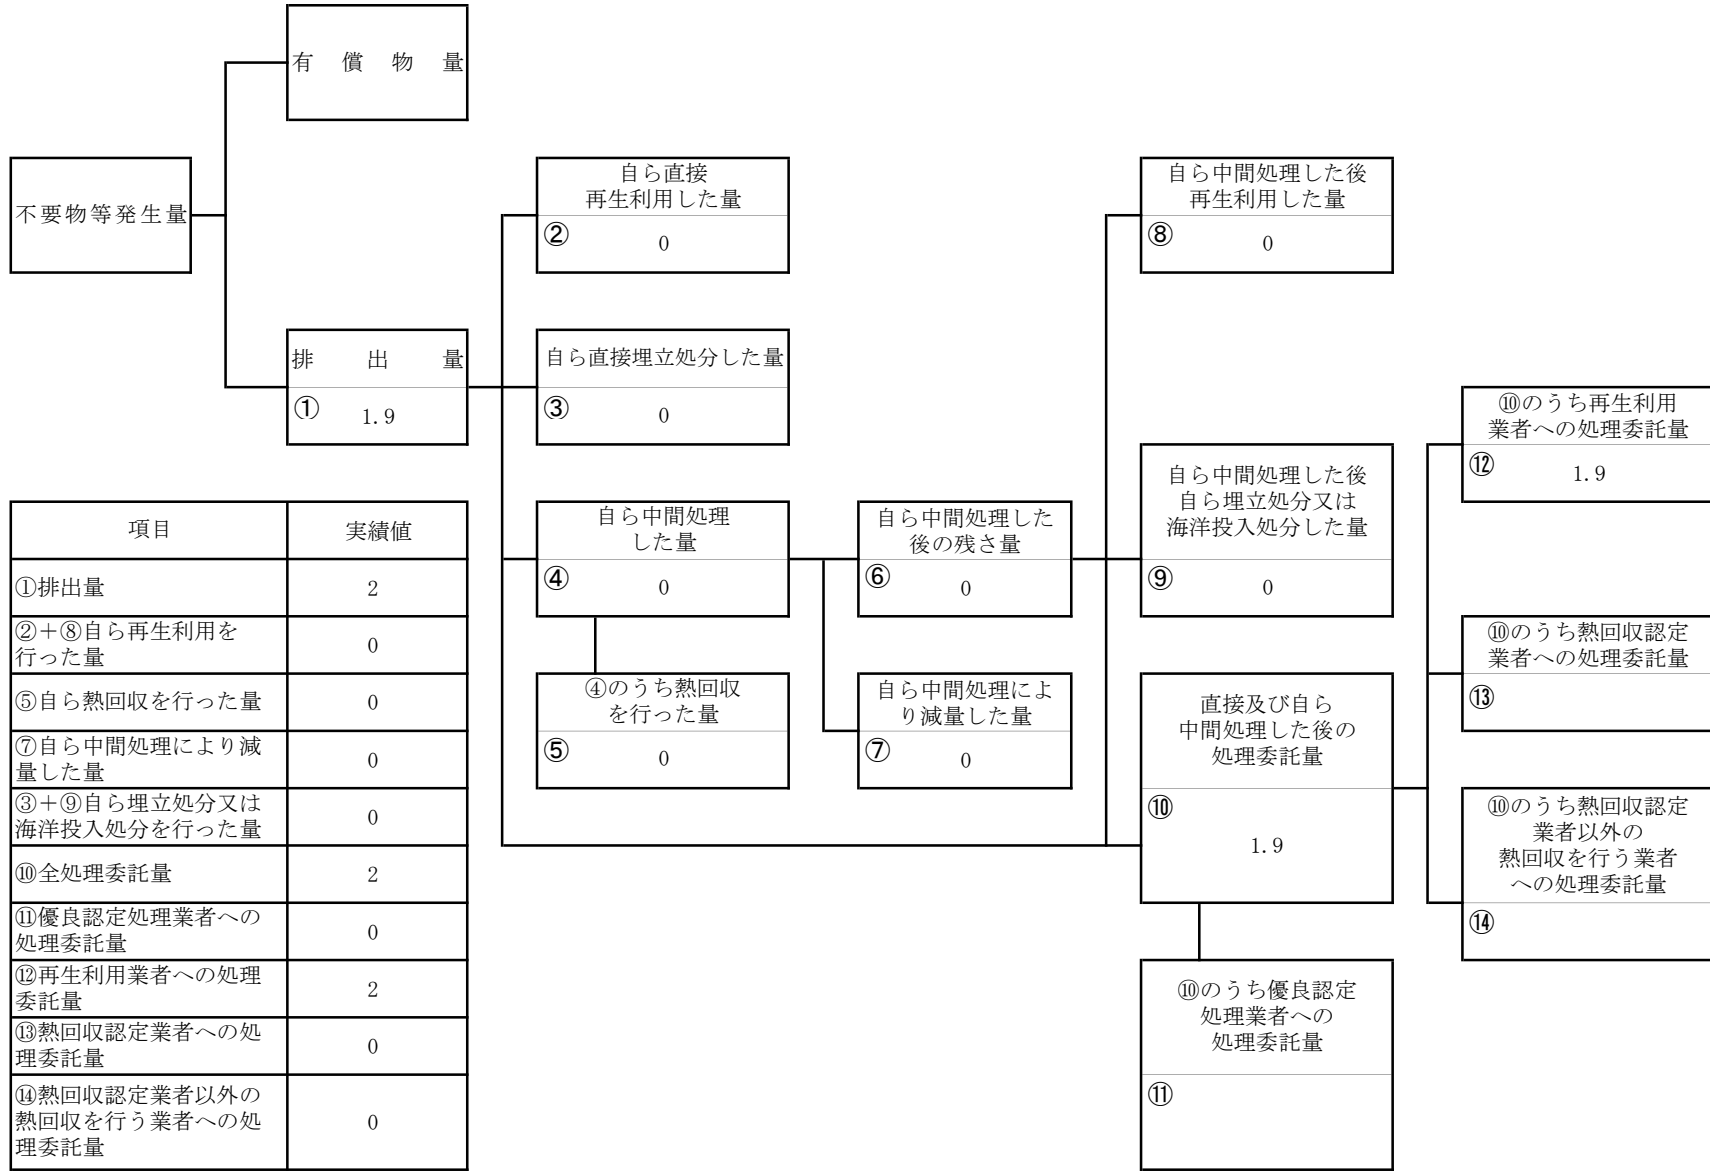 有償物量
不要物等発生量
自ら直接
再生利用した量
②
0
自ら中間処理した後
再生利用した量
⑧
0
排出量
①
1.9
自ら直接埋立処分した量
③
0
⑩のうち再生利用
業者への処理委託量
⑫
1.9
自ら中間処理
した量
④
0
自ら中間処理した
後の残さ量
⑥
0
自ら中間処理した後
自ら埋立処分又は
海洋投入処分した量
⑨
0
⑩のうち熱回収認定
業者への処理委託量
⑬
④のうち熱回収
を行った量
⑤
0
自ら中間処理によ
り減量した量
⑦
0
直接及び自ら
中間処理した後の
処理委託量
⑩
1.9
⑩のうち熱回収認定
業者以外の
熱回収を行う業者
への処理委託量
⑭
⑩のうち優良認定
処理業者への
処理委託量
⑪
項目 実績値
①排出量 2
②+⑧自ら再生利用を
行った量 0
⑤自ら熱回収を行った量 0
⑦自ら中間処理により減
量した量 0
③+⑨自ら埋立処分又は
海洋投入処分を行った量 0
⑩全処理委託量 2
⑪優良認定処理業者への
処理委託量 0
⑫再生利用業者への処理
委託量 2
⑬熱回収認定業者への処
理委託量 0
⑭熱回収認定業者以外の
熱回収を行う業者への処
理委託量 0